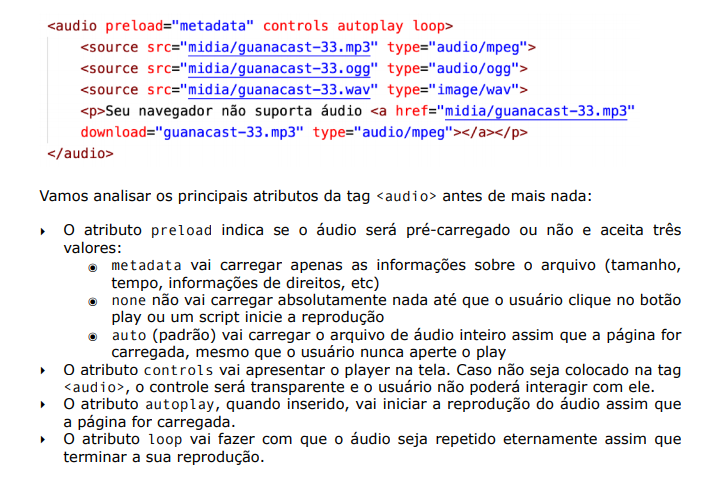 <audio preload="metadata" controls autoplay loop>
<source src="midia/guanacast-33.mp3" type="audio/mpeg">
<source src="midia/guanacast-33.ogg" type="audio/ogg">
<source src="midia/guanacast-33.wav" type="image/wav">
<p>Seu navegador não suporta áudio <a href="midia/guanacast-33.mp3"
download="guanacast-33.mp3" type="audio/mpeg"></a></p>
</audio>
Vamos analisar os principais atributos da tag <audio> antes de mais nada:
‣ O atributo preload indica se o áudio será pré-carregado ou não e aceita três
valores:
◉ metadata vai carregar apenas as informações sobre o arquivo (tamanho,
tempo, informações de direitos, etc)
◉ none não vai carregar absolutamente nada até que o usuário clique no botão
play ou um script inicie a reprodução
◉ auto (padrão) vai carregar o arquivo de áudio inteiro assim que a página for
carregada, mesmo que o usuário nunca aperte o play
‣ O atributo controls vai apresentar o player na tela. Caso não seja colocado na tag
<audio>, o controle será transparente e o usuário não poderá interagir com ele.
‣ O atributo autoplay, quando inserido, vai iniciar a reprodução do áudio assim que
a página for carregada.
‣ O atributo loop vai fazer com que o áudio seja repetido eternamente assim que
terminar a sua reprodução.